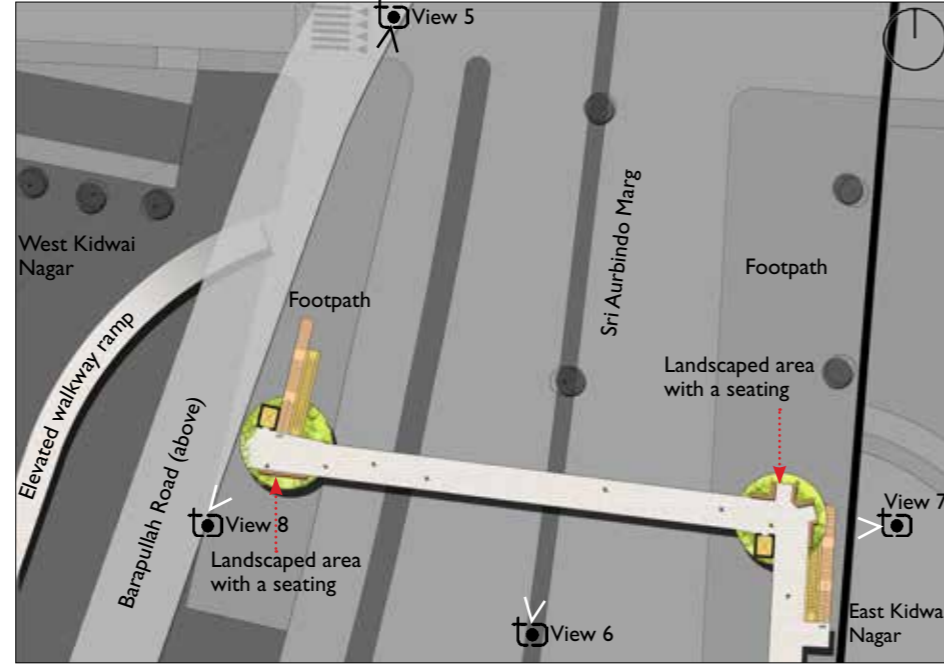 View 5
West Kidwai
Nagar
Footpath
Sri Aurbindo Marg
Footpath
Elevated walkway ramp
Landscaped area
with a seating
Barapullah Road (above)
View 8
View 7
Landscaped area
with a seating
View 6
East Kidwa
Nagar